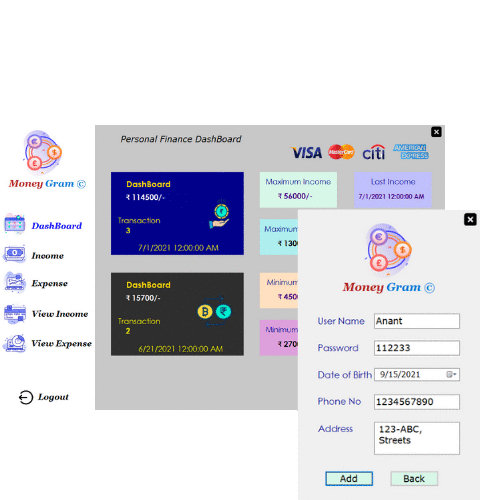 Personal Finance DashBoard
VISA MasterCard citi AMERICAN EXPRESS
Money Gram ©
DashBoard
Income
Expense
View Income
View Expense
Logout
DashBoard
₹ 114500/-
Transaction
3
7/1/2021 12:00:00 AM
Maximum Income
₹ 56000/-
Last Income
7/1/2021 12:00:00 AM
DashBoard
₹ 15700/-
Transaction
2
6/21/2021 12:00:00 AM
Maximum
₹ 1300
Minimum
₹ 450
Minimum
₹ 270
Money Gram ©
User Name Anant
Password 112233
Date of Birth 9/15/2021
Phone No 1234567890
Address 123-ABC,
Streets
Add Back